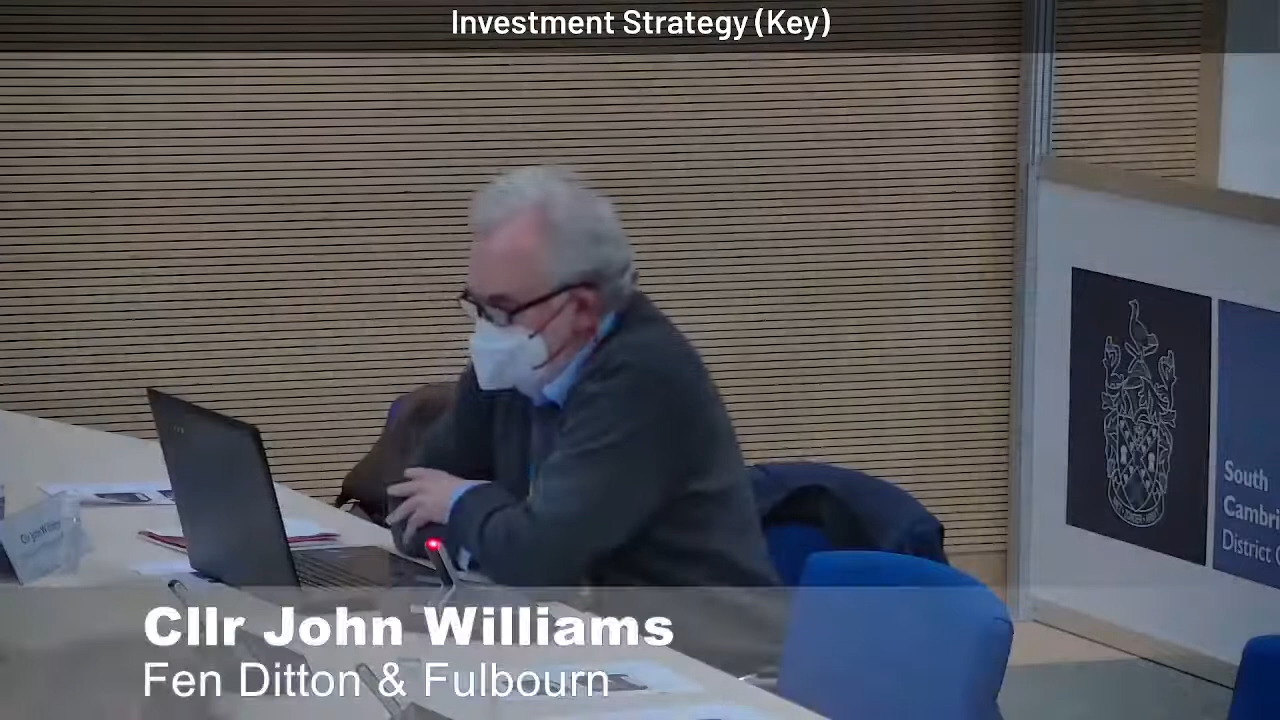 Investment Strategy (Key)
South
Cambri
District
Cllr John Williams
Fen Ditton & Fulbourn